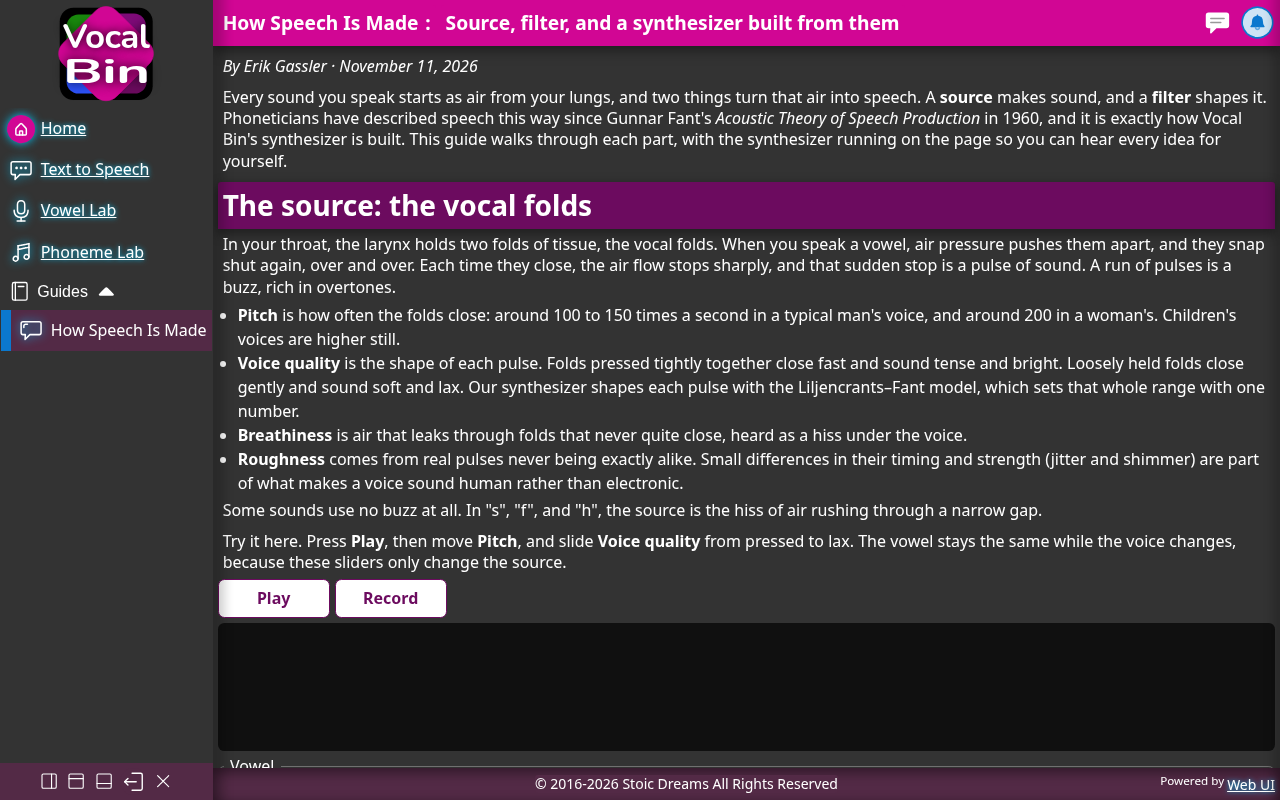 Vocal
Bin
Home
Text to Speech
Vowel Lab
Phoneme Lab
Guides
How Speech Is Made
How Speech Is Made : Source, filter, and a synthesizer built from them
By Erik Gassler · November 11, 2026
Every sound you speak starts as air from your lungs, and two things turn that air into speech. A source makes sound, and a filter shapes it.
Phoneticians have described speech this way since Gunnar Fant's Acoustic Theory of Speech Production in 1960, and it is exactly how Vocal
Bin's synthesizer is built. This guide walks through each part, with the synthesizer running on the page so you can hear every idea for
yourself.
The source: the vocal folds
In your throat, the larynx holds two folds of tissue, the vocal folds. When you speak a vowel, air pressure pushes them apart, and they snap
shut again, over and over. Each time they close, the air flow stops sharply, and that sudden stop is a pulse of sound. A run of pulses is a
buzz, rich in overtones.
• Pitch is how often the folds close: around 100 to 150 times a second in a typical man's voice, and around 200 in a woman's. Children's
voices are higher still.
• Voice quality is the shape of each pulse. Folds pressed tightly together close fast and sound tense and bright. Loosely held folds close
gently and sound soft and lax. Our synthesizer shapes each pulse with the Liljencrants–Fant model, which sets that whole range with one
number.
• Breathiness is air that leaks through folds that never quite close, heard as a hiss under the voice.
• Roughness comes from real pulses never being exactly alike. Small differences in their timing and strength (jitter and shimmer) are part
of what makes a voice sound human rather than electronic.
Some sounds use no buzz at all. In "s", "f", and "h", the source is the hiss of air rushing through a narrow gap.
Try it here. Press Play, then move Pitch, and slide Voice quality from pressed to lax. The vowel stays the same while the voice changes,
because these sliders only change the source.
Play
Record
Vowel
© 2016-2026 Stoic Dreams All Rights Reserved
Powered by Web UI